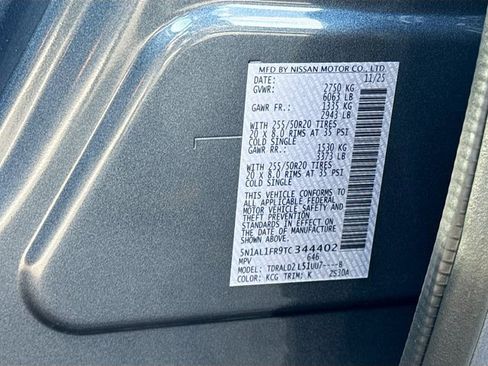 MFD BY NISSAN MOTOR CO., LTD
DATE: 11/25
GVWR: 2750 KG
6063 LB
GAWR FR.: 1335 KG
2943 LB
WITH 255/50R20 TIRES
20 x 8.0 RIMS AT 35 PSI
COLD SINGLE
GAWR RR.: 1530 KG
3373 LB
WITH 255/50R20 TIRES
20 x 8.0 RIMS AT 35 PSI
COLD SINGLE
THIS VEHICLE CONFORMS TO
ALL APPLICABLE FEDERAL
MOTOR VEHICLE SAFETY AND
THEFT PREVENTION
STANDARDS IN EFFECT ON
THE DATE OF MANUFACTURE
SHOWN ABOVE.
5N1AL1FR9TC344402
646
MPV
TYPE: TDRALD2 L51UU7----B
COLOR: KCG TRIM: K Z510A